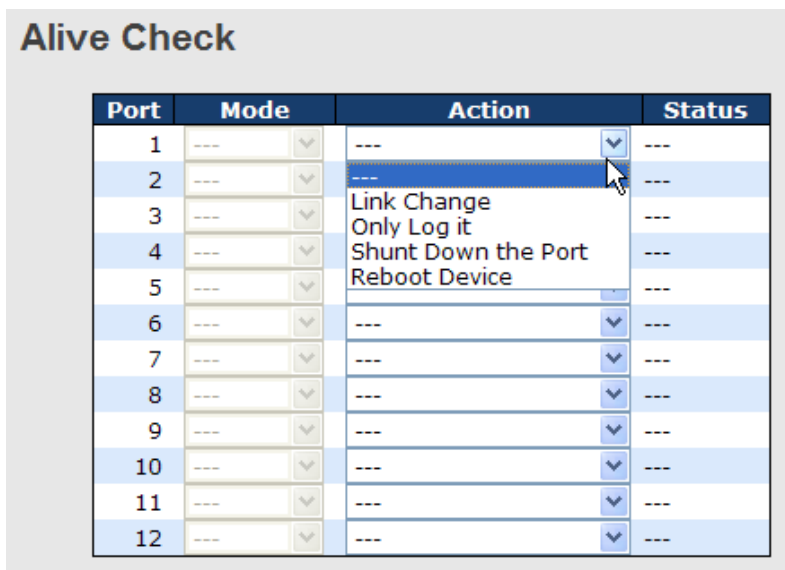 Alive Check
Port Mode Action Status
1 --- --- ---
2 --- --- ---
3 --- Link Change ---
Only Log it
4 --- Shunt Down the Port ---
5 --- Reboot Device ---
6 --- --- ---
7 --- --- ---
8 --- --- ---
9 --- --- ---
10 --- --- ---
11 --- --- ---
12 --- --- ---